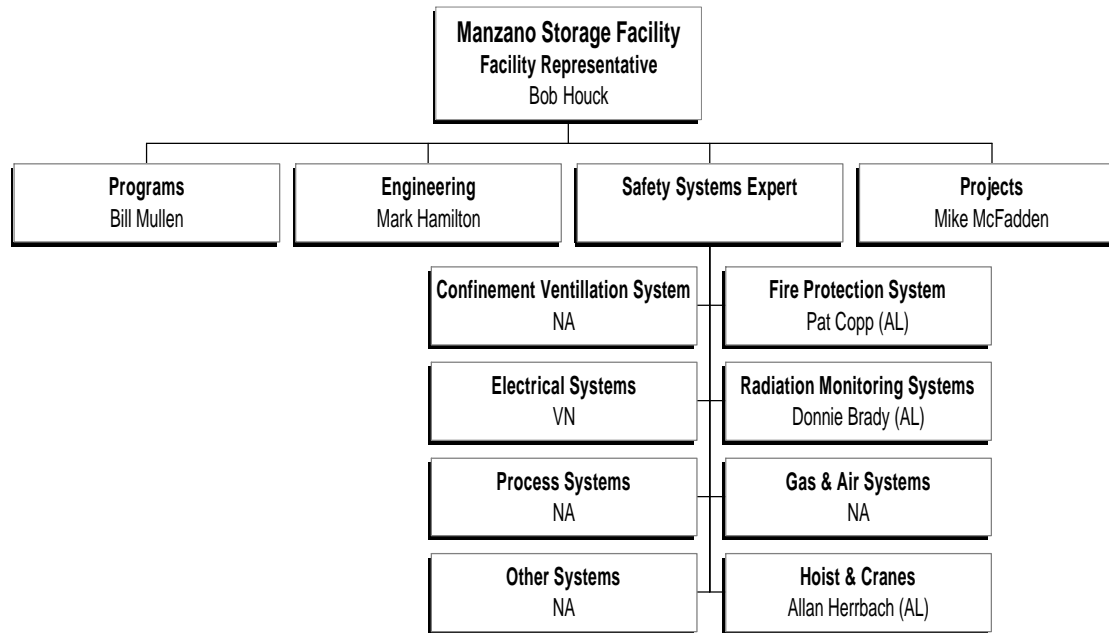 Manzano Storage Facility
Facility Representative
Bob Houck
Programs
Bill Mullen
Engineering
Mark Hamilton
Safety Systems Expert
Projects
Mike McFadden
Confinement Ventillation System
NA
Fire Protection System
Pat Copp (AL)
Electrical Systems
VN
Radiation Monitoring Systems
Donnie Brady (AL)
Process Systems
NA
Gas & Air Systems
NA
Other Systems
NA
Hoist & Cranes
Allan Herrbach (AL)